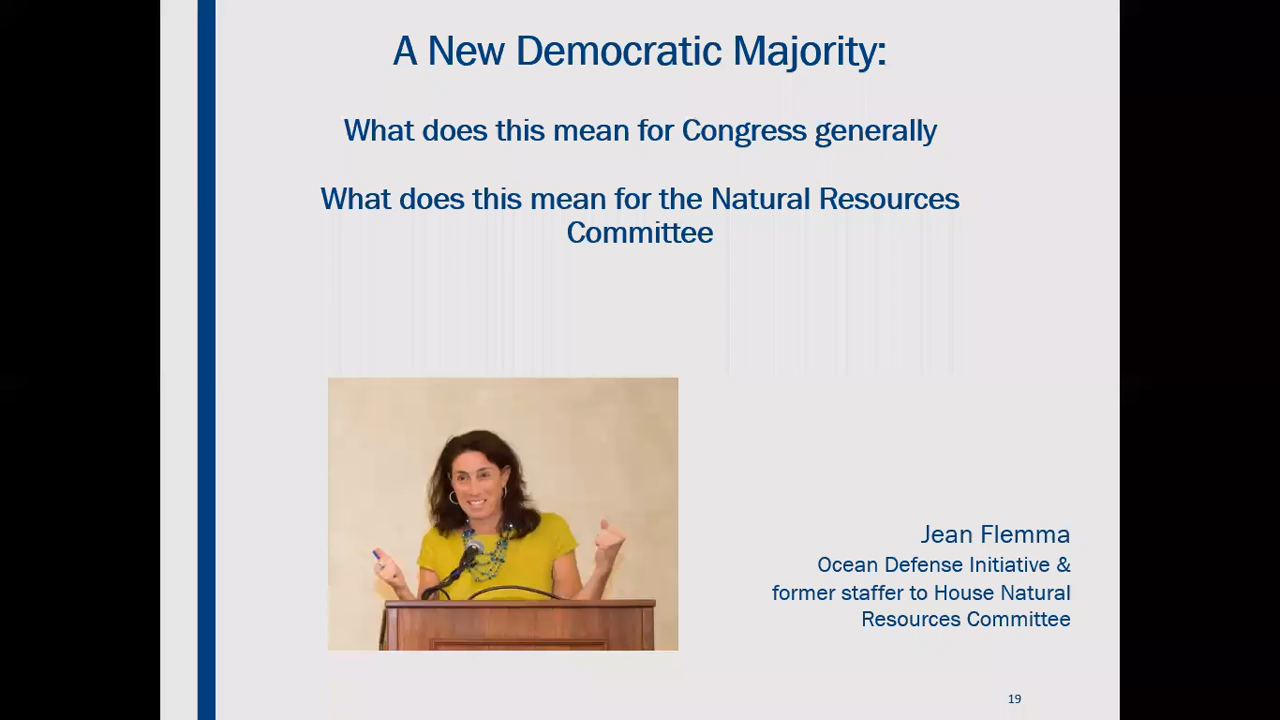 A New Democratic Majority:
What does this mean for Congress generally
What does this mean for the Natural Resources
Committee
Jean Flemma
Ocean Defense Initiative &
former staffer to House Natural
Resources Committee
19